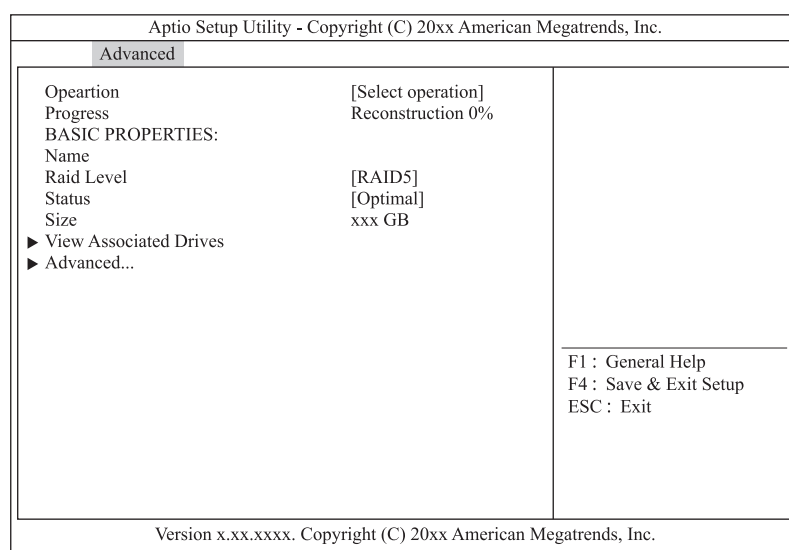 Aptio Setup Utility - Copyright (C) 20xx American Megatrends, Inc.
Advanced
Opeartion [Select operation]
Progress Reconstruction 0%
BASIC PROPERTIES:
Name
Raid Level [RAID5]
Status [Optimal]
Size xxx GB
▶ View Associated Drives
▶ Advanced...
F1 : General Help
F4 : Save & Exit Setup
ESC : Exit
Version x.xx.xxxx. Copyright (C) 20xx American Megatrends, Inc.